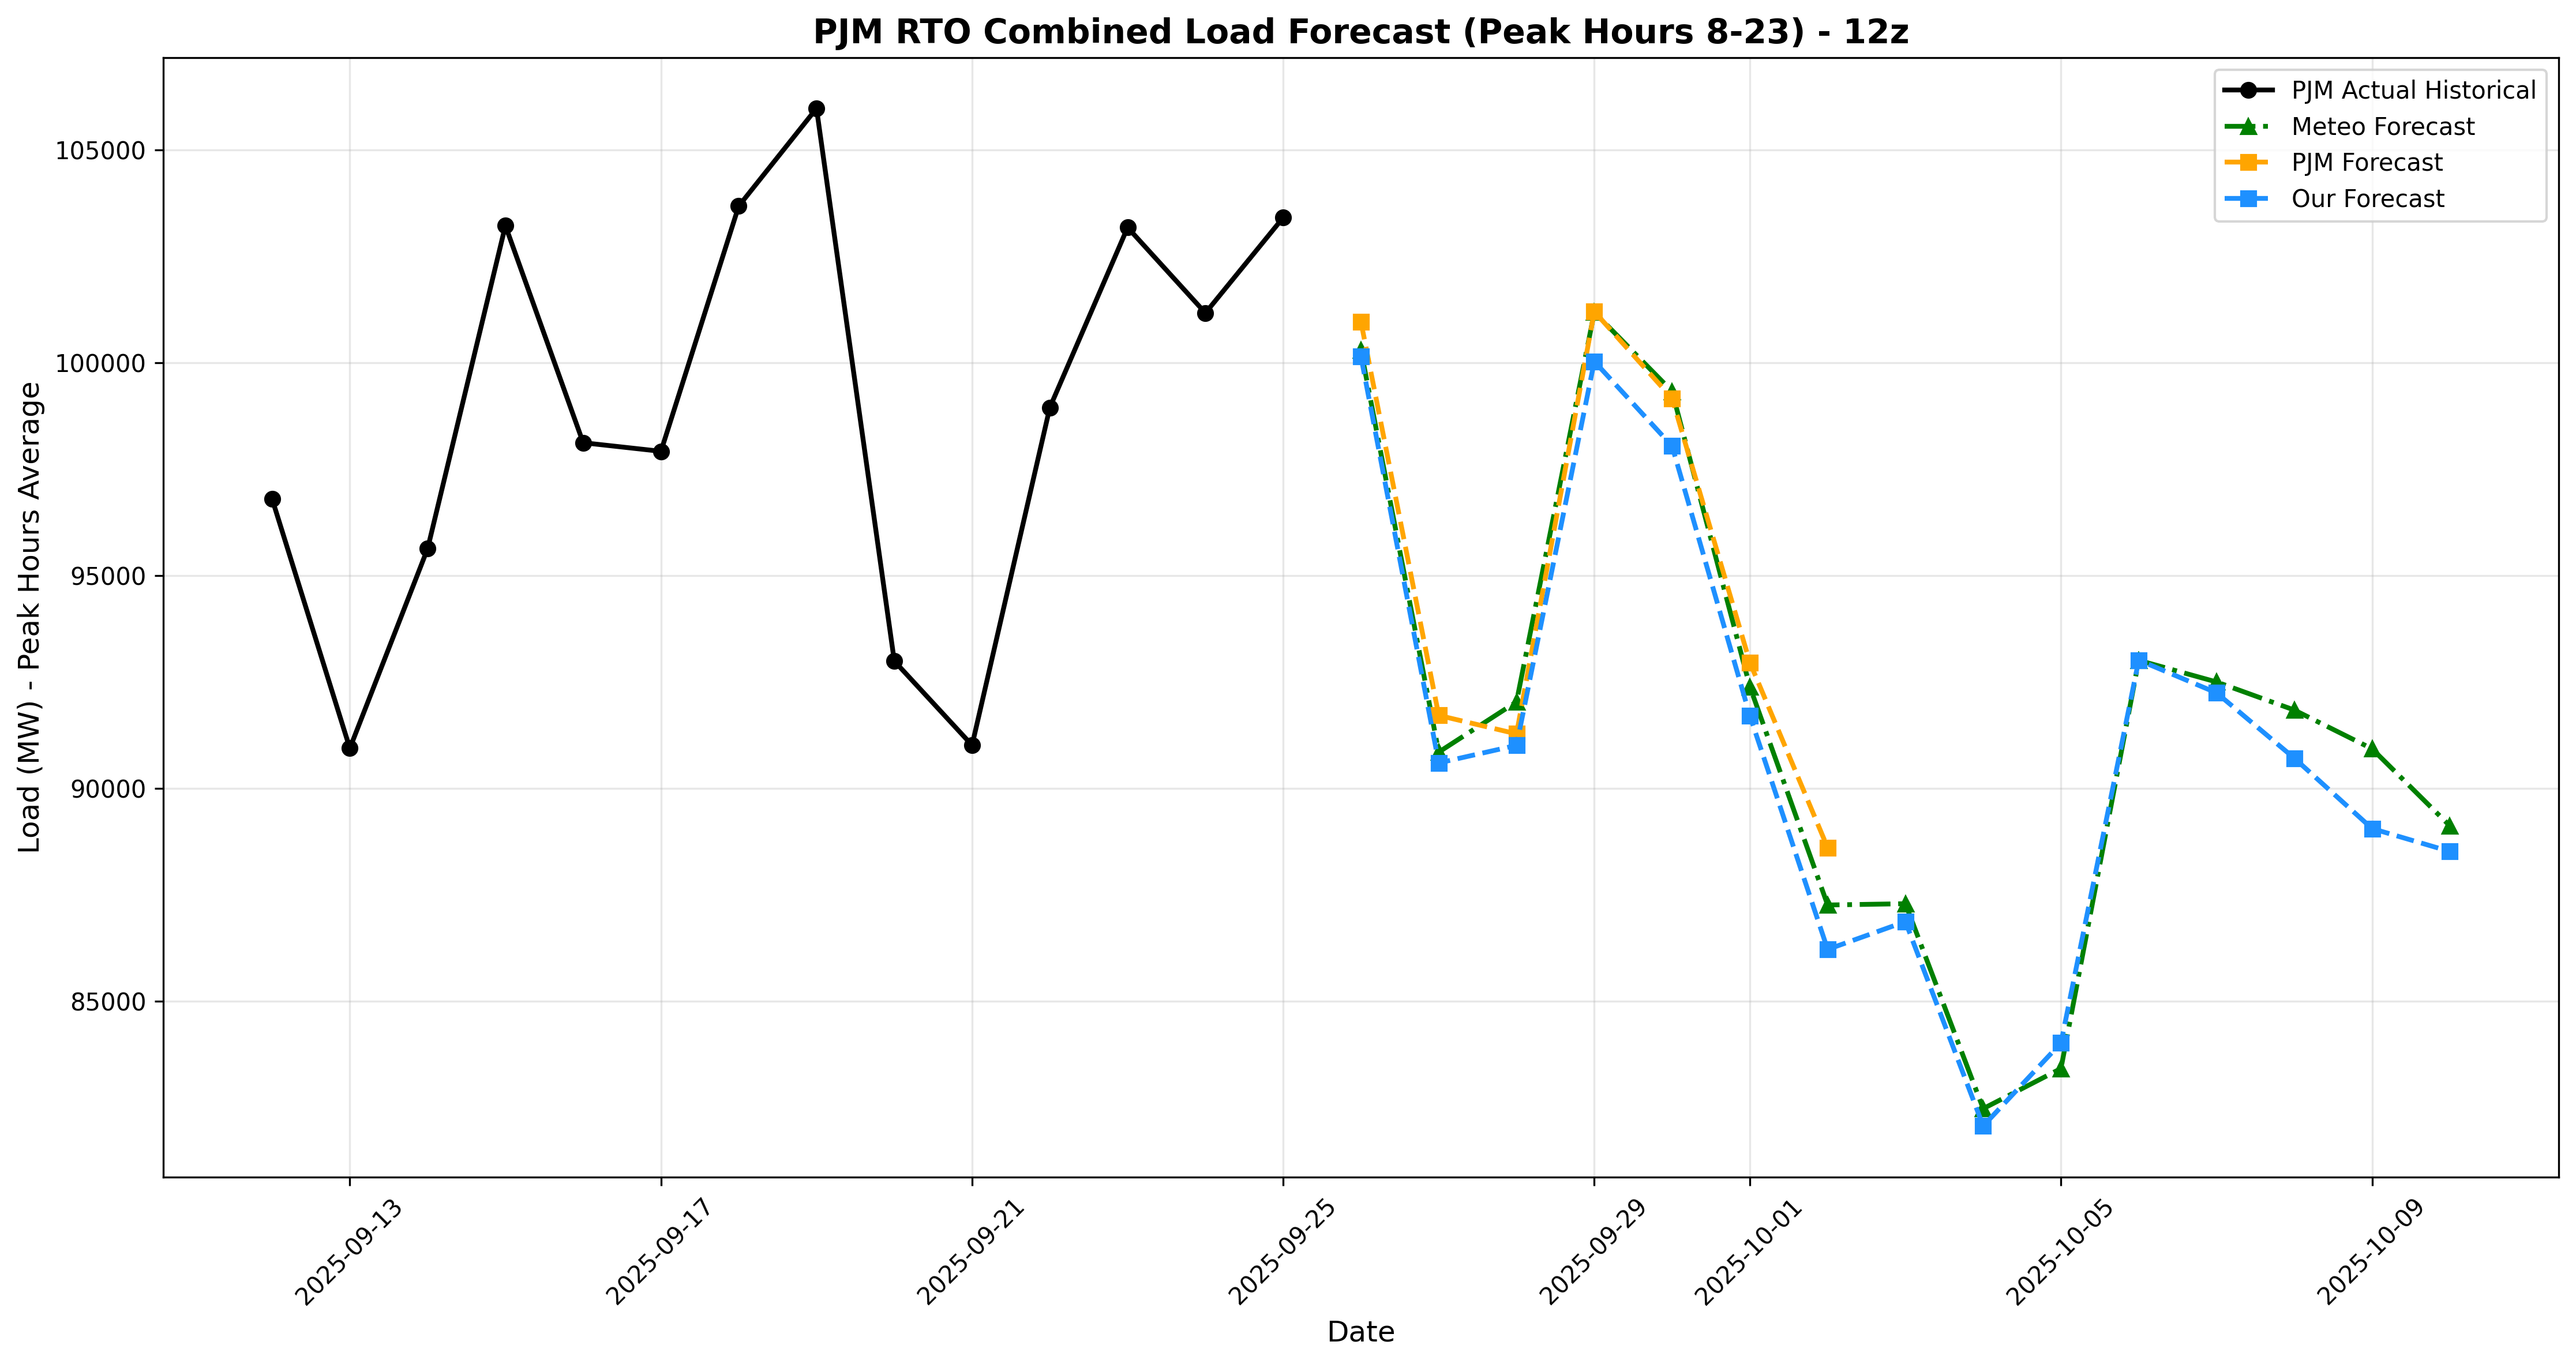 PJM RTO Combined Load Forecast (Peak Hours 8-23) - 12z
PJM Actual Historical
Meteo Forecast
PJM Forecast
Our Forecast
Load (MW) - Peak Hours Average
105000
100000
95000
90000
85000
2025-09-13
2025-09-17
2025-09-21
2025-09-25
2025-09-29
2025-10-01
2025-10-05
2025-10-09
Date